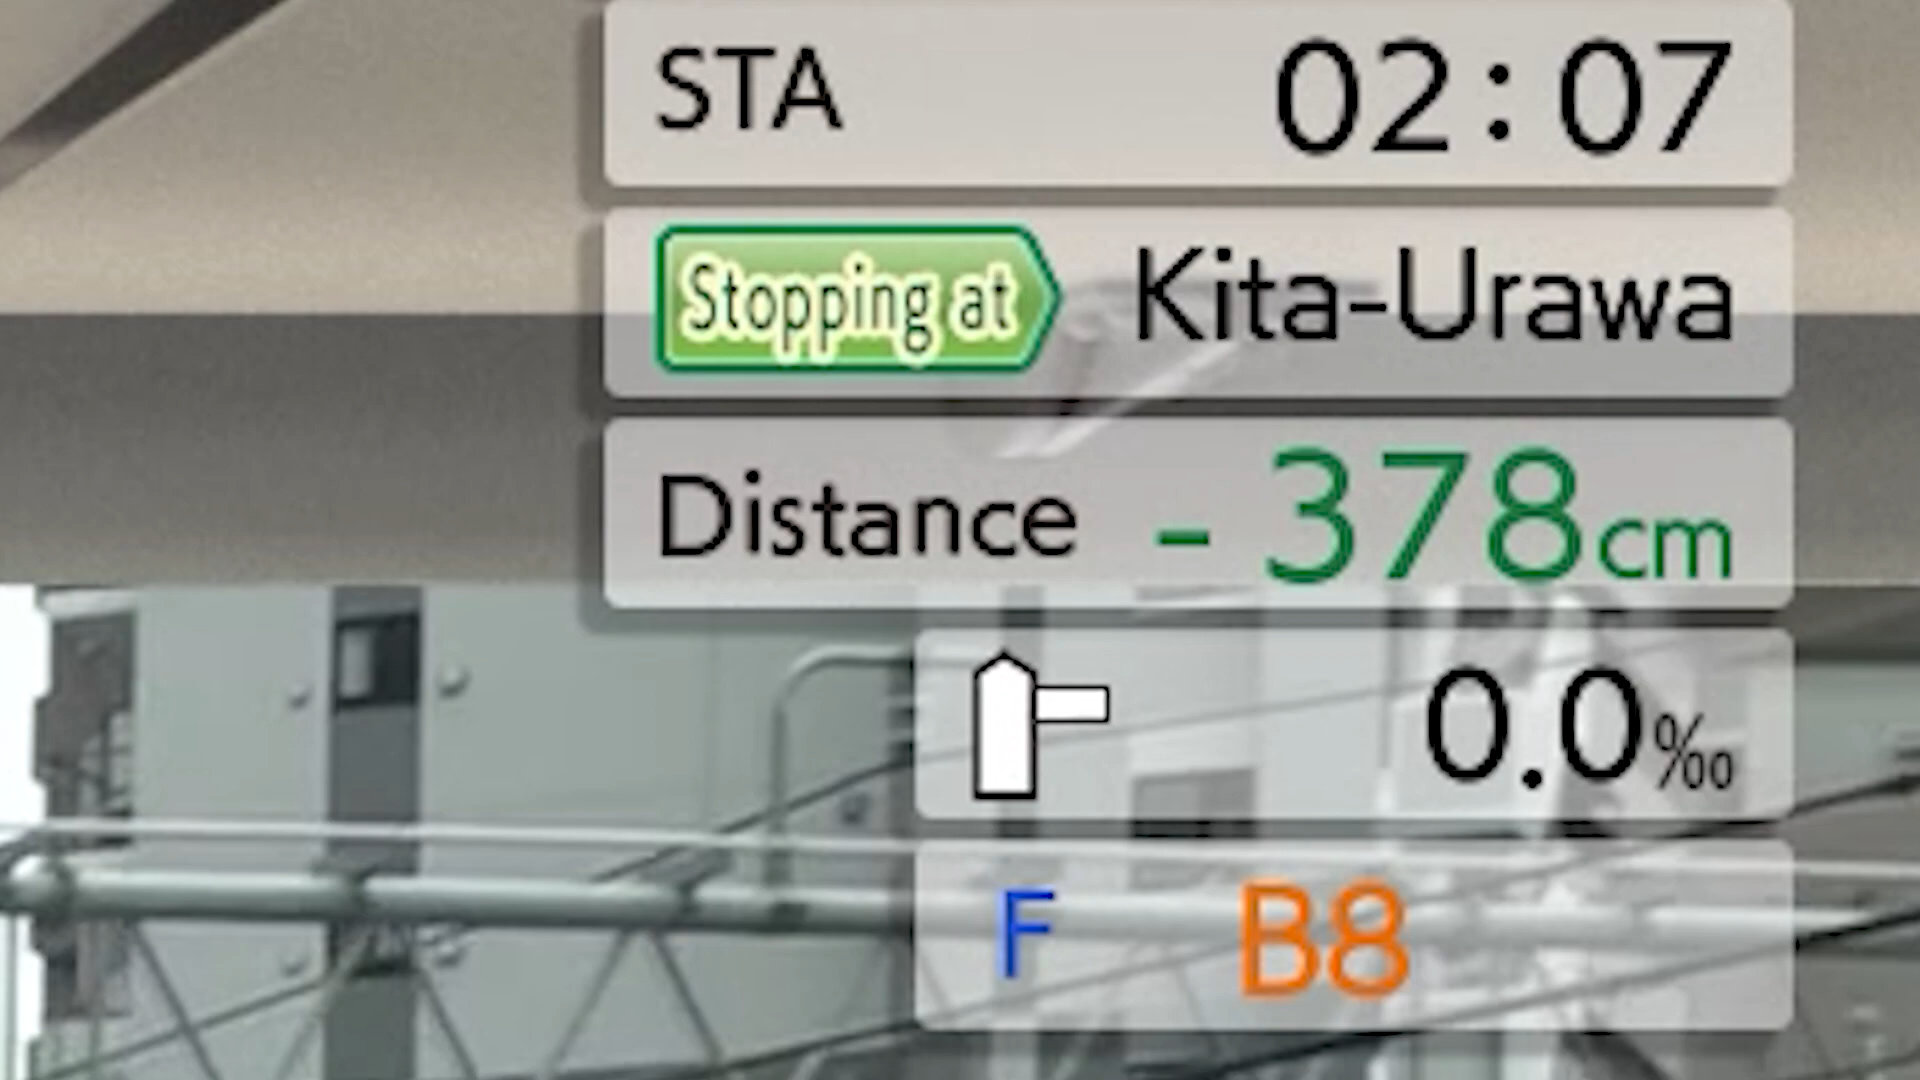 STA 02:07
Stopping at Kita-Urawa
Distance - 378cm
0.0‰
F B8